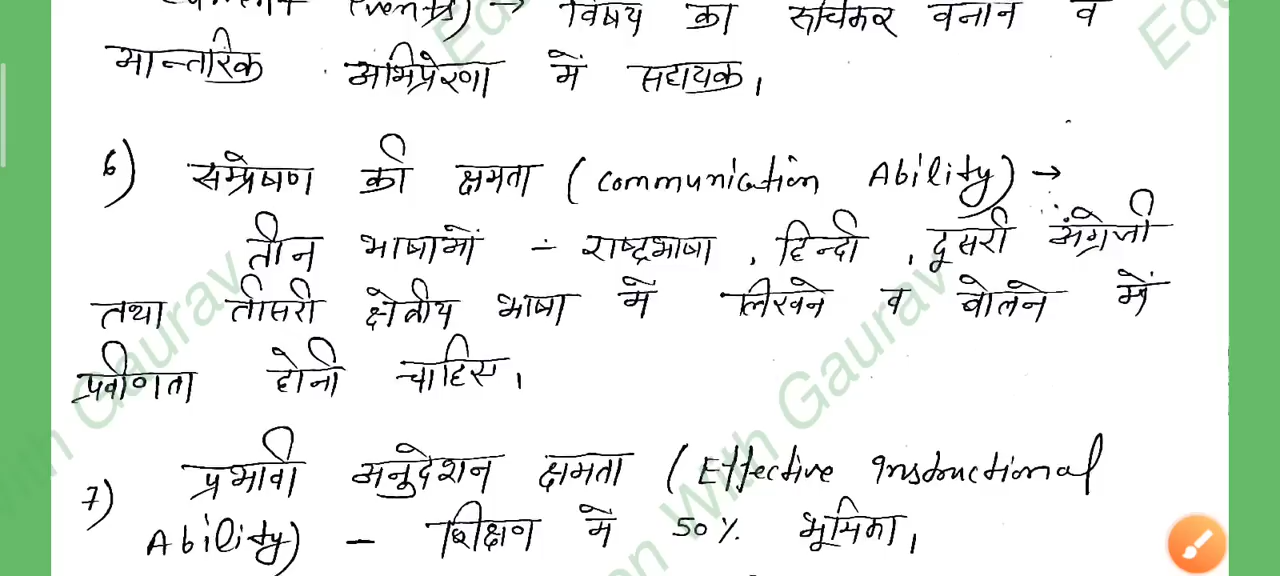 Events) → विषय को रुचिकर बनाने व
आन्तरिक अभिप्रेरणा में सहायक।
6) सम्प्रेषण की क्षमता (Communication Ability) →
तीन भाषाओं - राष्ट्रभाषा, हिन्दी, दूसरी अंग्रेजी
तथा तीसरी क्षेत्रीय भाषा में लिखने व बोलने में
प्रवीणता होनी चाहिए।
7) प्रभावी अनुदेशन क्षमता (Effective Instructional
Ability) - शिक्षण में 50% भूमिका।